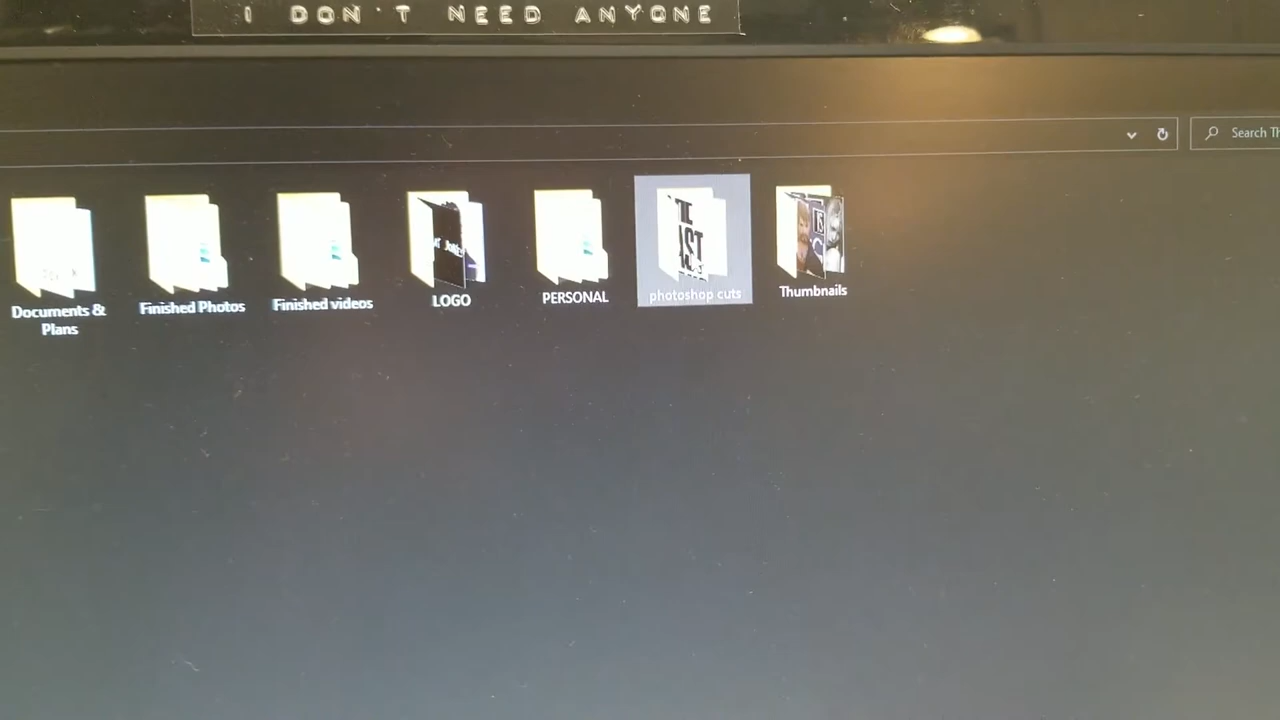 I DON'T NEED ANYONE
Search Th
Documents &
Plans
Finished Photos
Finished videos
LOGO
PERSONAL
photoshop cuts
Thumbnails